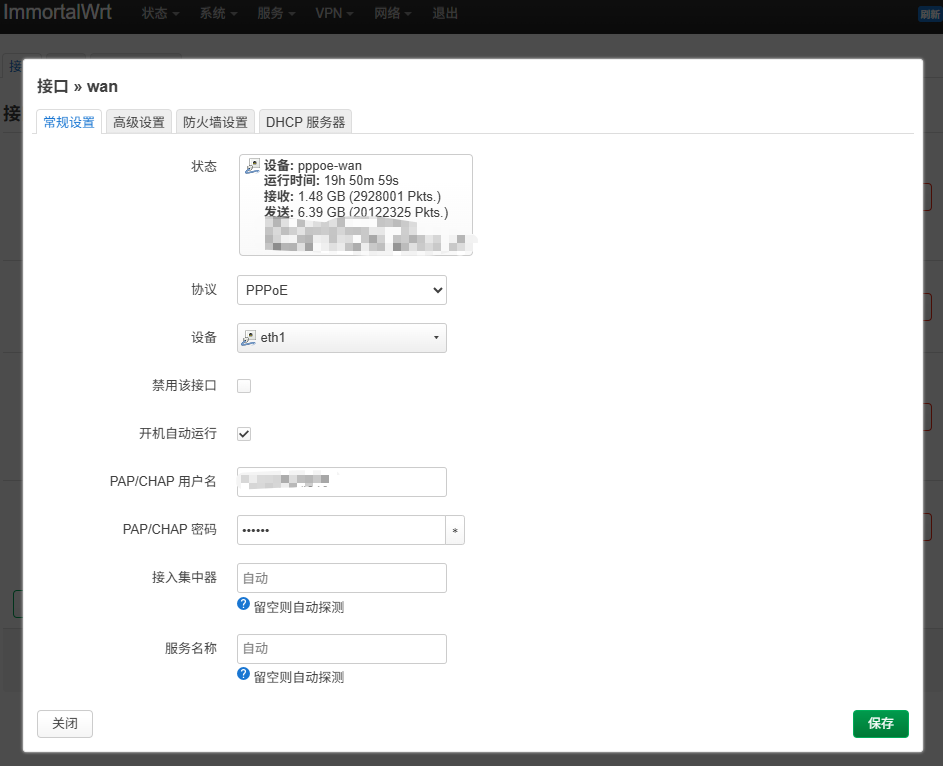 ImmortalWrt 状态 系统 服务 VPN 网络 退出 刷新
接
接
接口 » wan
常规设置 高级设置 防火墙设置 DHCP 服务器
状态
设备: pppoe-wan
运行时间: 19h 50m 59s
接收: 1.48 GB (2928001 Pkts.)
发送: 6.39 GB (20122325 Pkts.)
协议 PPPoE
设备 eth1
禁用该接口
开机自动运行
PAP/CHAP 用户名
PAP/CHAP 密码 •••••• *
接入集中器 自动
? 留空则自动探测
服务名称 自动
? 留空则自动探测
关闭 保存